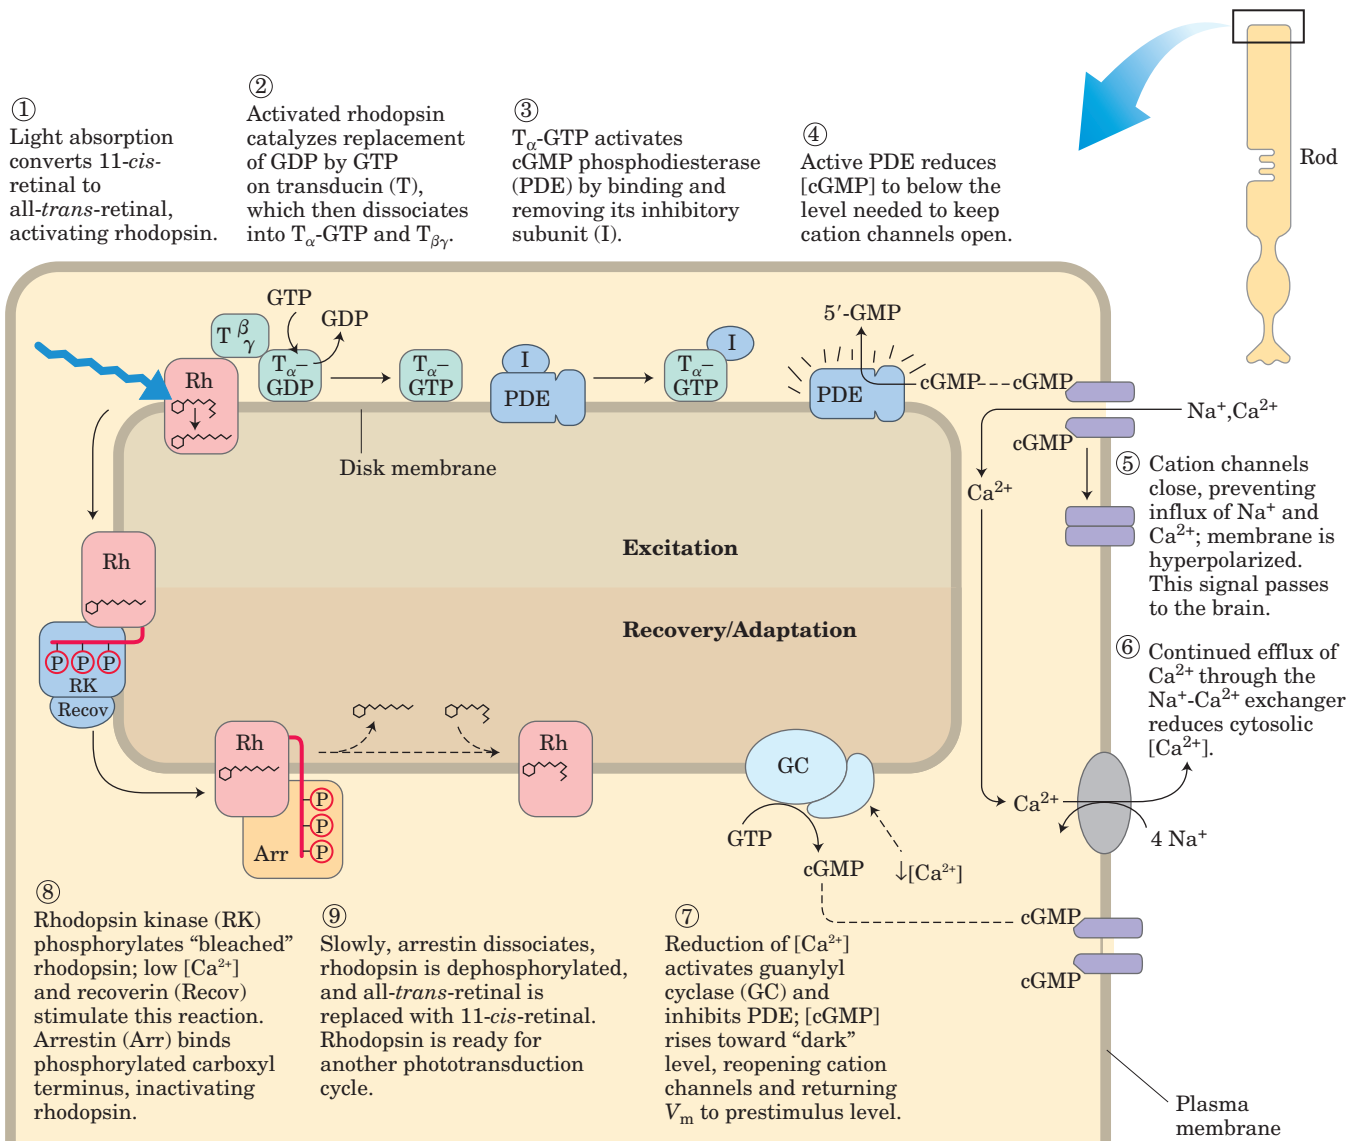 ①
Light absorption
converts 11-cis-
retinal to
all-trans-retinal,
activating rhodopsin.
②
Activated rhodopsin
catalyzes replacement
of GDP by GTP
on transducin (T),
which then dissociates
into Tα-GTP and Tβγ.
③
Tα-GTP activates
cGMP phosphodiesterase
(PDE) by binding and
removing its inhibitory
subunit (I).
④
Active PDE reduces
[cGMP] to below the
level needed to keep
cation channels open.
Rod
GTP
GDP
T β
γ
Tα–
GDP
Rh
Tα–
GTP
I
PDE
I
Tα–
GTP
5′-GMP
PDE
cGMP
cGMP
Na⁺,Ca²⁺
cGMP
Disk membrane
Ca²⁺
⑤ Cation channels
close, preventing
influx of Na⁺ and
Ca²⁺; membrane is
hyperpolarized.
This signal passes
to the brain.
Excitation
Rh
Recovery/Adaptation
P P P
RK
Recov
⑥ Continued efflux of
Ca²⁺ through the
Na⁺-Ca²⁺ exchanger
reduces cytosolic
[Ca²⁺].
Rh
Rh
GC
P
P
P
Arr
GTP
cGMP
↓[Ca²⁺]
Ca²⁺
4 Na⁺
cGMP
cGMP
⑧
Rhodopsin kinase (RK)
phosphorylates “bleached”
rhodopsin; low [Ca²⁺]
and recoverin (Recov)
stimulate this reaction.
Arrestin (Arr) binds
phosphorylated carboxyl
terminus, inactivating
rhodopsin.
⑨
Slowly, arrestin dissociates,
rhodopsin is dephosphorylated,
and all-trans-retinal is
replaced with 11-cis-retinal.
Rhodopsin is ready for
another phototransduction
cycle.
⑦
Reduction of [Ca²⁺]
activates guanylyl
cyclase (GC) and
inhibits PDE; [cGMP]
rises toward “dark”
level, reopening cation
channels and returning
Vm to prestimulus level.
Plasma
membrane